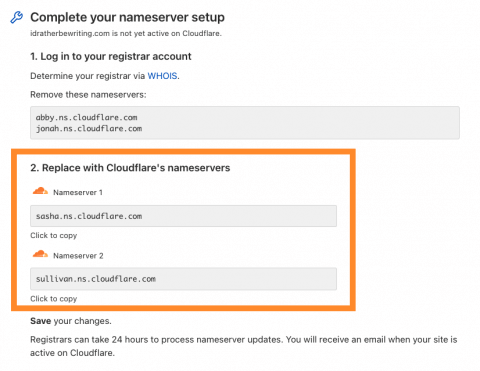 Complete your nameserver setup
idratherbewriting.com is not yet active on Cloudflare.
1. Log in to your registrar account
Determine your registrar via WHOIS.
Remove these nameservers:
abby.ns.cloudflare.com
jonah.ns.cloudflare.com
2. Replace with Cloudflare's nameservers
Nameserver 1
sasha.ns.cloudflare.com
Click to copy
Nameserver 2
sullivan.ns.cloudflare.com
Click to copy
Save your changes.
Registrars can take 24 hours to process nameserver updates. You will receive an email when your site is
active on Cloudflare.